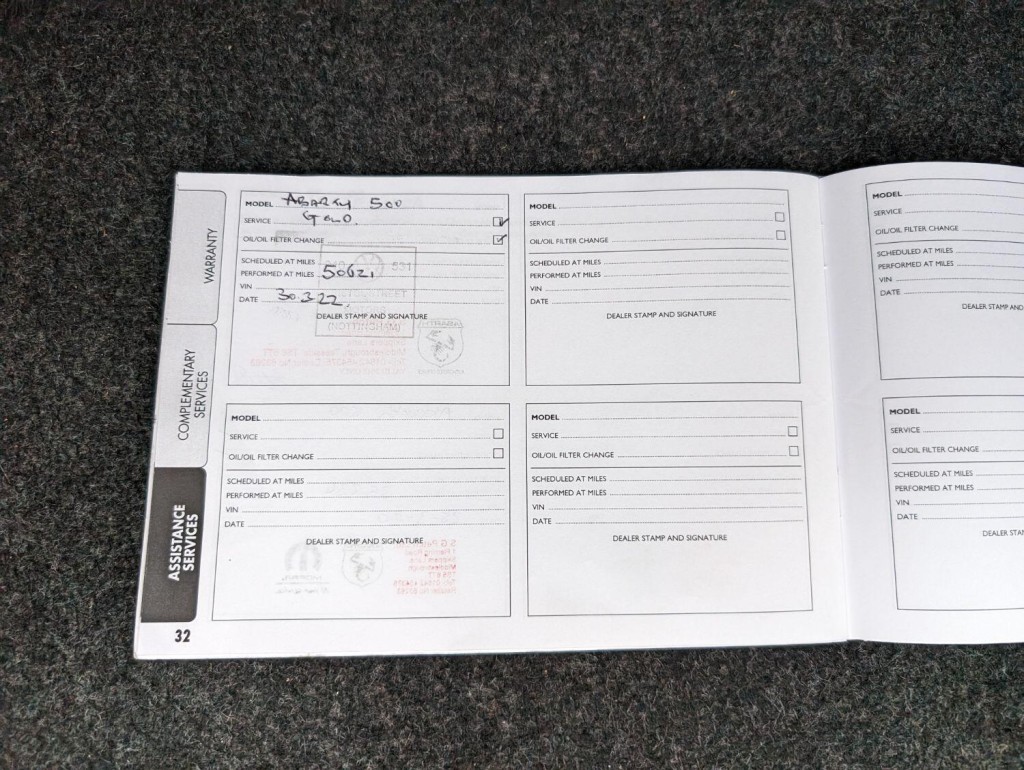 WARRANTY
COMPLEMENTARY
SERVICES
ASSISTANCE
SERVICES
32
MODEL ABARTH 500
SERVICE GOLD.
OIL/OIL FILTER CHANGE
SCHEDULED AT MILES
PERFORMED AT MILES 50621
VIN
DATE 30.3.22.
DEALER STAMP AND SIGNATURE
531
STREET
MODEL
SERVICE
OIL/OIL FILTER CHANGE
SCHEDULED AT MILES
PERFORMED AT MILES
VIN
DATE
DEALER STAMP AND SIGNATURE
MODEL
SERVICE
OIL/OIL FILTER CHANGE
SCHEDULED AT MILES
PERFORMED AT MILES
VIN
DATE
DEALER STAMP AND SIGNATURE
MODEL
SERVICE
OIL/OIL FILTER CHANGE
SCHEDULED AT MILES
PERFORMED AT MILES
VIN
DATE
DEALER STAMP AND SIGNATURE
MODEL
SERVICE
OIL/OIL FILTER CHANGE
SCHEDULED AT MILES
PERFORMED AT MILES
VIN
DATE
DEALER STAMP AND
MODEL
SERVICE
OIL/OIL FILTER CHANGE
SCHEDULED AT MILES
PERFORMED AT MILES
VIN
DATE
DEALER STAM